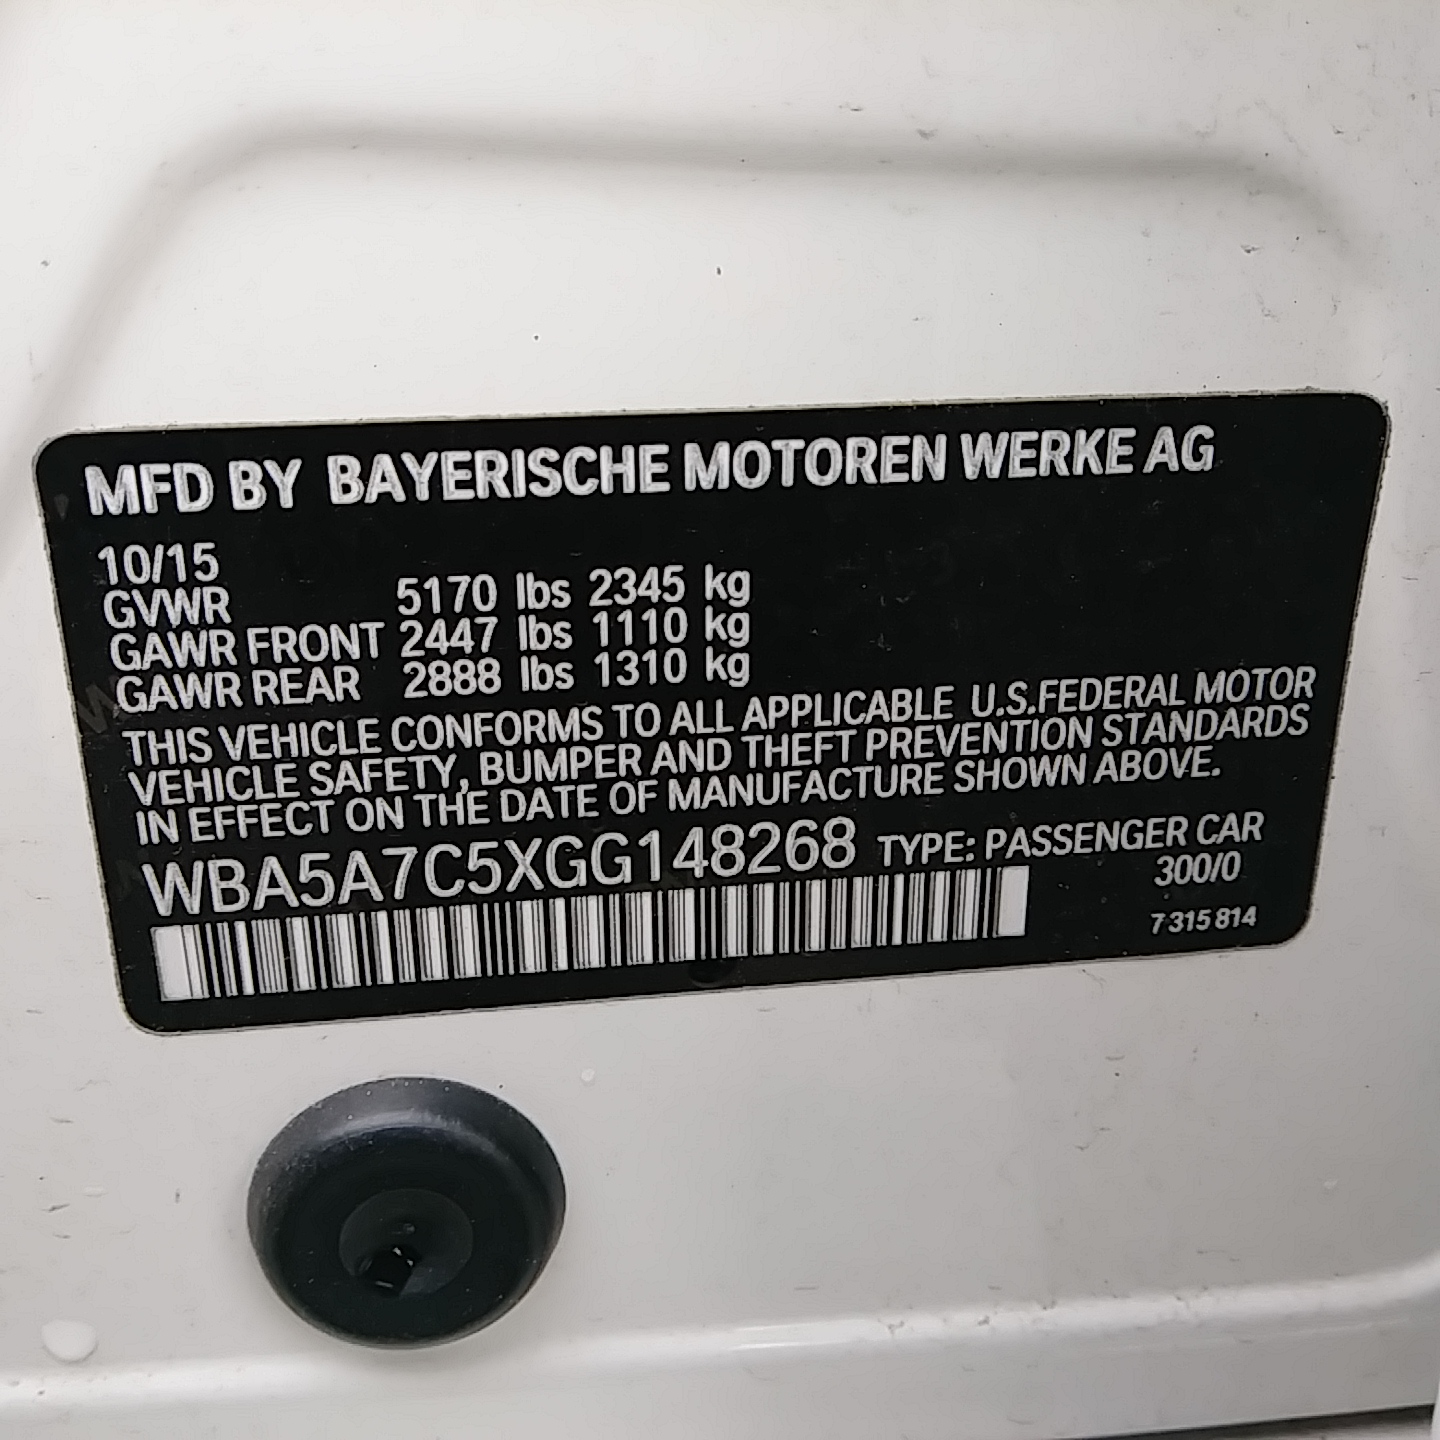 MFD BY BAYERISCHE MOTOREN WERKE AG
10/15
GVWR 5170 lbs 2345 kg
GAWR FRONT 2447 lbs 1110 kg
GAWR REAR 2888 lbs 1310 kg
THIS VEHICLE CONFORMS TO ALL APPLICABLE U.S.FEDERAL MOTOR
VEHICLE SAFETY, BUMPER AND THEFT PREVENTION STANDARDS
IN EFFECT ON THE DATE OF MANUFACTURE SHOWN ABOVE.
WBA5A7C5XGG148268 TYPE: PASSENGER CAR
300/0
7 315 814